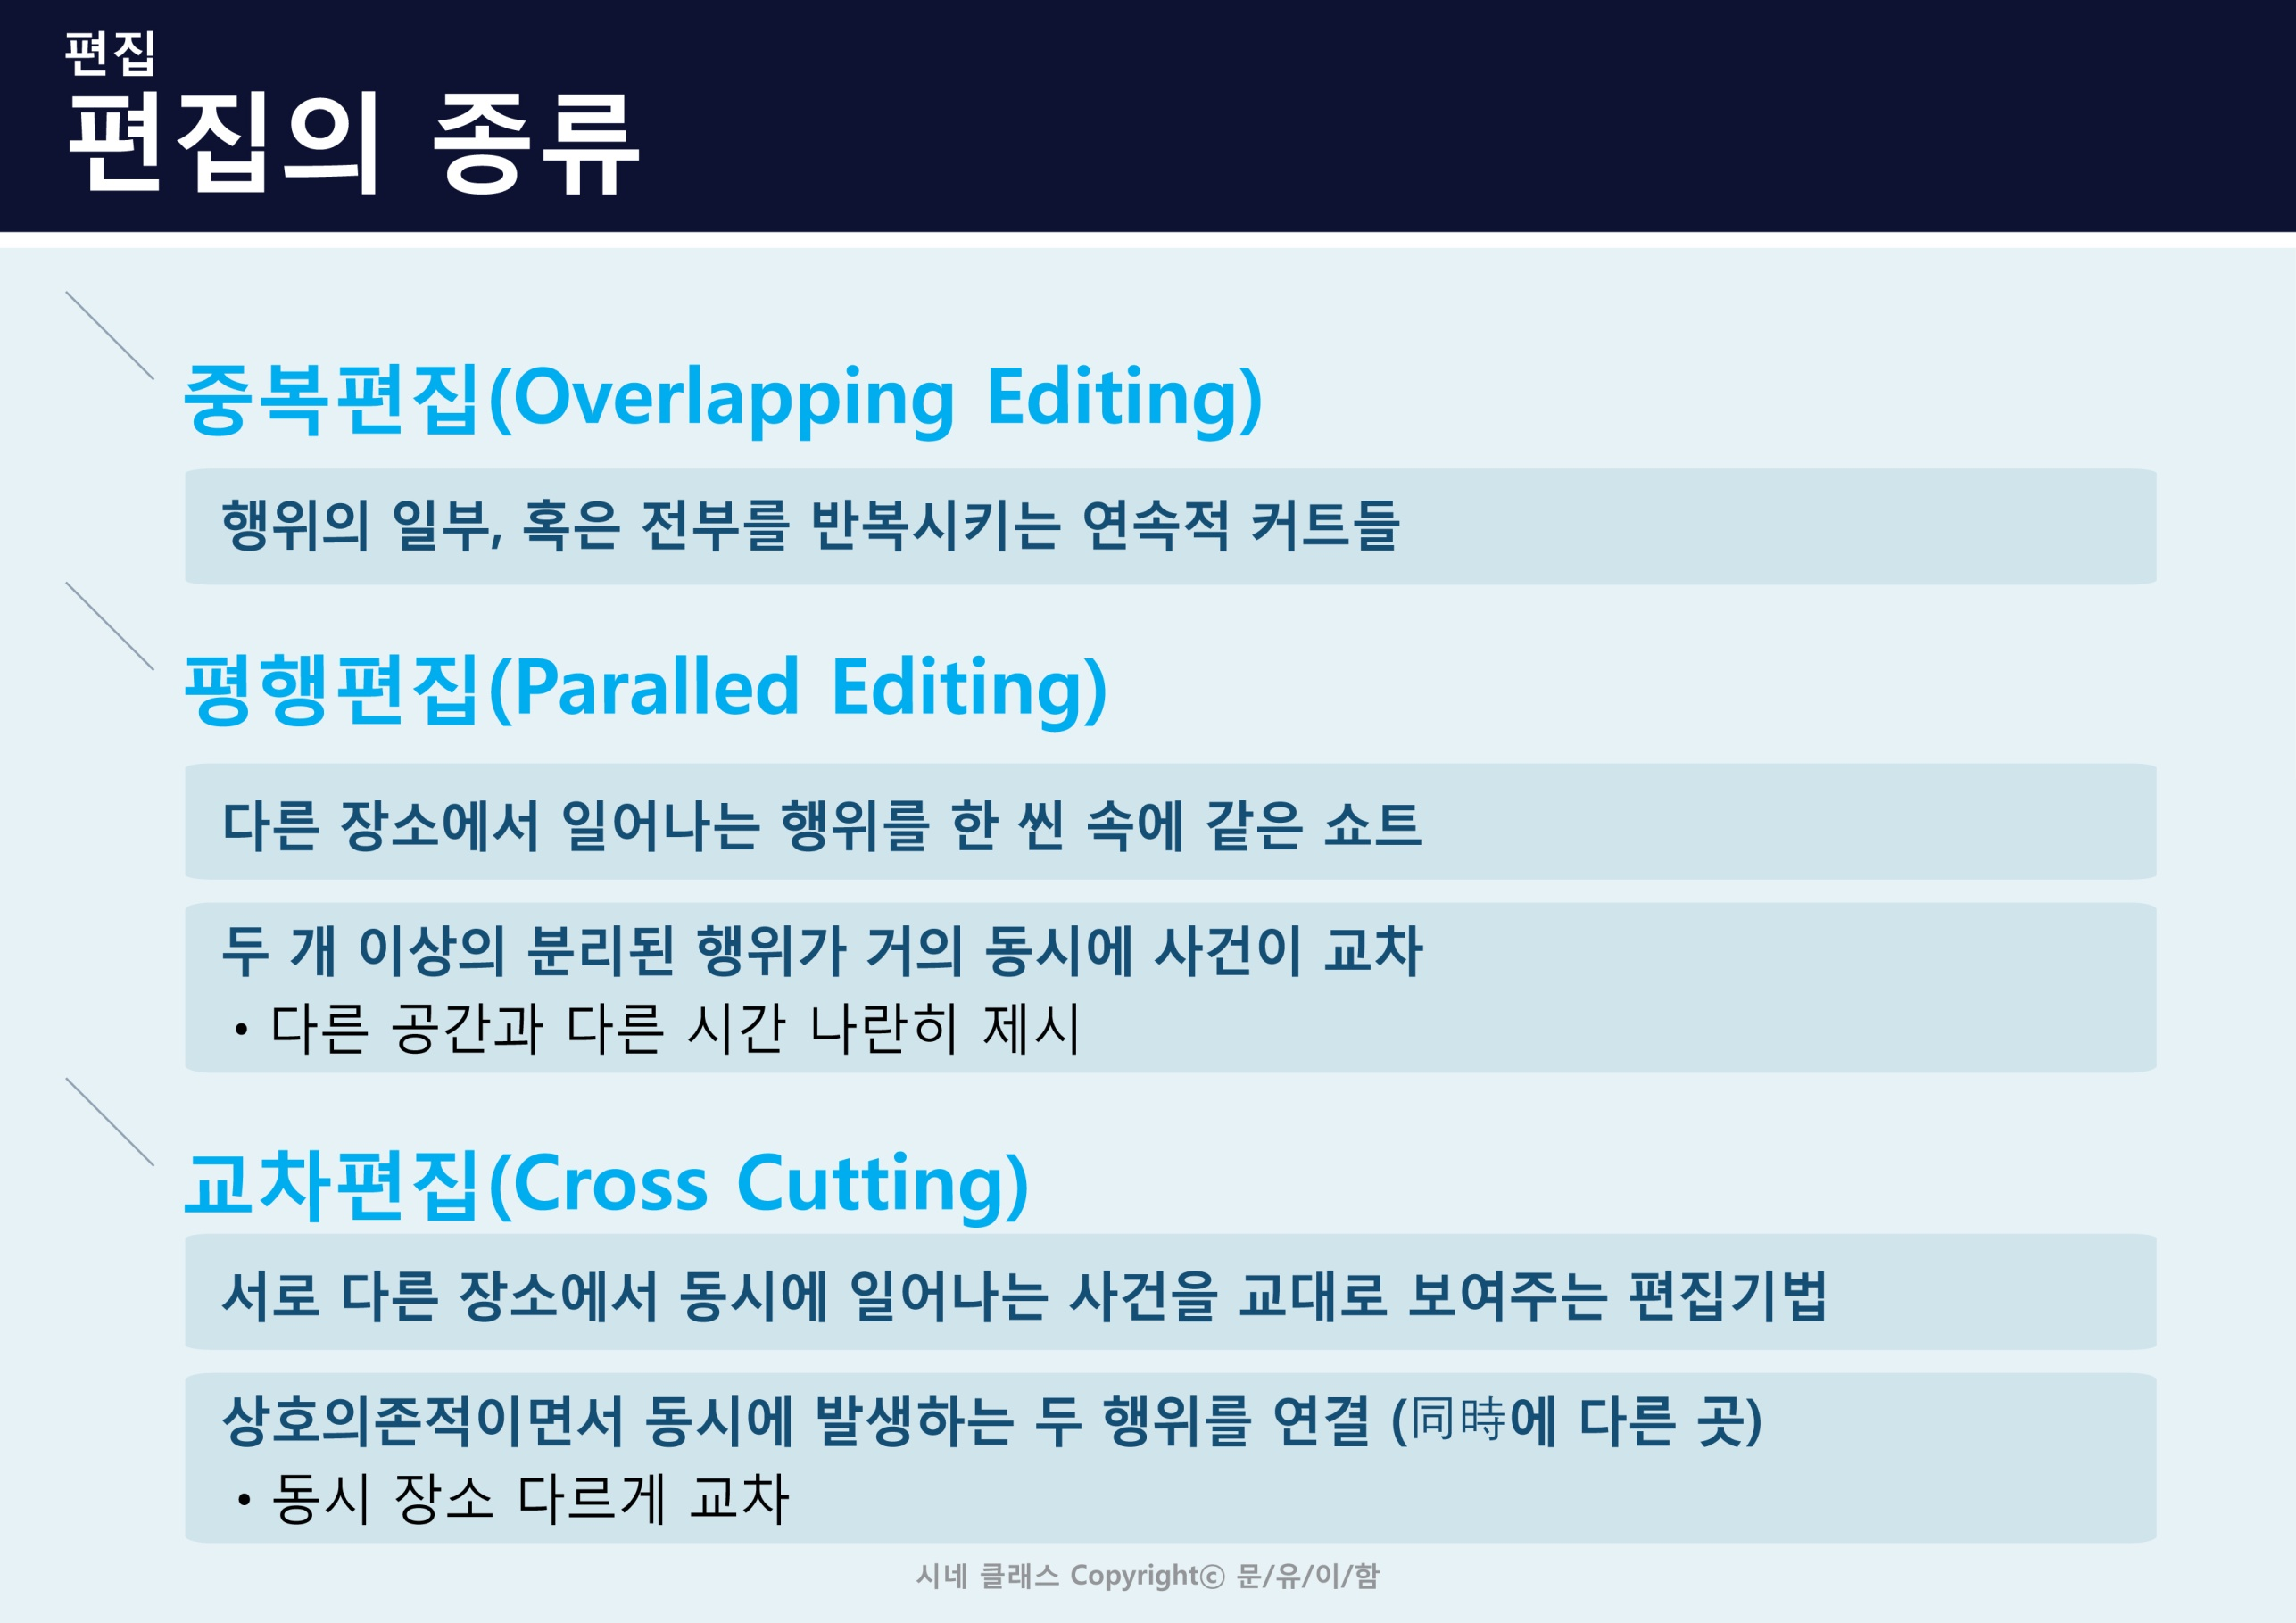 편집
편집의 종류
중복편집(Overlapping Editing)
행위의 일부, 혹은 전부를 반복시키는 연속적 커트들
평행편집(Paralled Editing)
다른 장소에서 일어나는 행위를 한 씬 속에 같은 쇼트
두 개 이상의 분리된 행위가 거의 동시에 사건이 교차
• 다른 공간과 다른 시간 나란히 제시
교차편집(Cross Cutting)
서로 다른 장소에서 동시에 일어나는 사건을 교대로 보여주는 편집기법
상호의존적이면서 동시에 발생하는 두 행위를 연결(同時에 다른 곳)
• 동시 장소 다르게 교차
시네 클래스 Copyright© 문/유/이/함